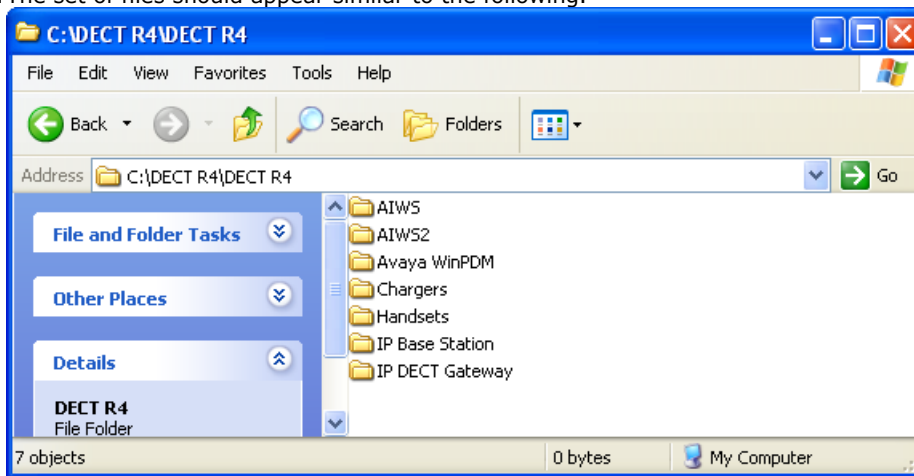 The set of files should appear similar to the following:
C:\DECT R4\DECT R4
File Edit View Favorites Tools Help
Back Search Folders
Address C:\DECT R4\DECT R4 Go
File and Folder Tasks
Other Places
Details
DECT R4
File Folder
AIWS
AIWS2
Avaya WinPDM
Chargers
Handsets
IP Base Station
IP DECT Gateway
7 objects 0 bytes My Computer